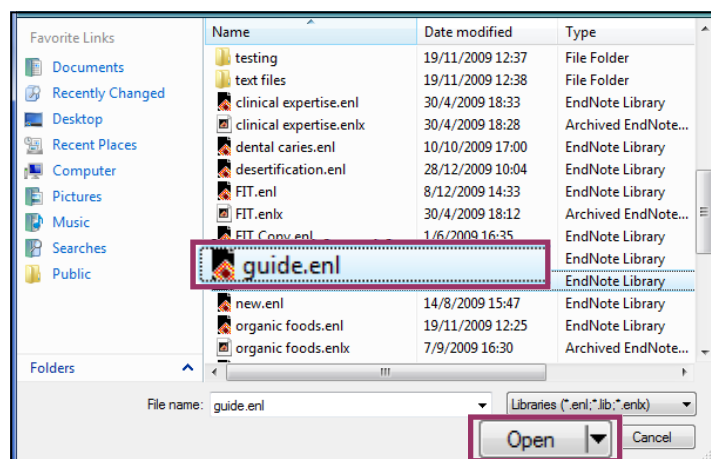 Favorite Links
Documents
Recently Changed
Desktop
Recent Places
Computer
Pictures
Music
Searches
Public
Folders
Name Date modified Type
testing 19/11/2009 12:37 File Folder
text files 19/11/2009 12:38 File Folder
clinical expertise.enl 30/4/2009 18:33 EndNote Library
clinical expertise.enlx 30/4/2009 18:28 Archived EndNote...
dental caries.enl 10/10/2009 17:00 EndNote Library
desertification.enl 28/12/2009 10:04 EndNote Library
FIT.enl 8/12/2009 14:33 EndNote Library
FIT.enlx 30/4/2009 18:12 Archived EndNote...
FIT Copy.enl 1/6/2009 16:35 EndNote Library
guide.enl EndNote Library
EndNote Library
new.enl 14/8/2009 15:47 EndNote Library
organic foods.enl 19/11/2009 12:25 EndNote Library
organic foods.enlx 7/9/2009 16:30 Archived EndNote...
File name: guide.enl Libraries (*.enl;*.lib;*.enlx)
Open Cancel